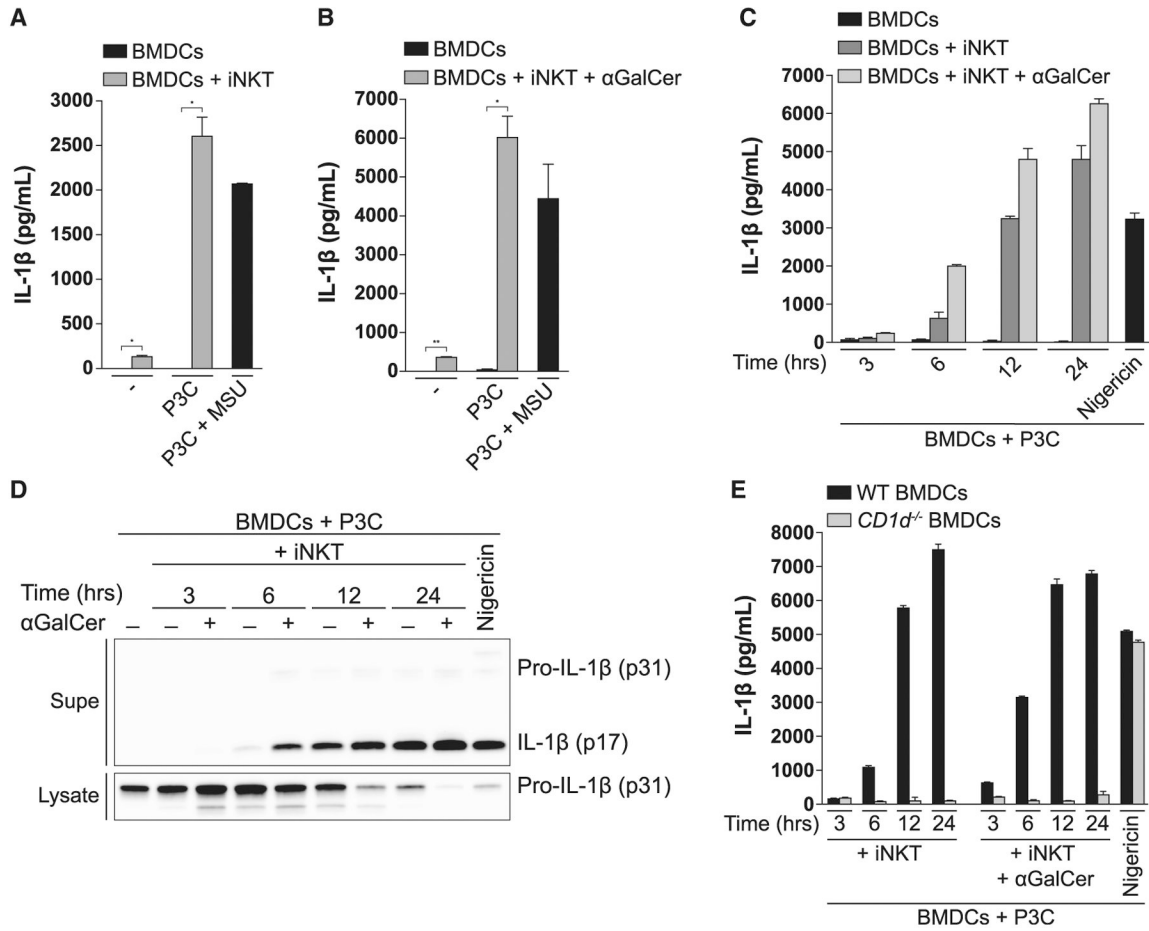 A
BMDCs
BMDCs + iNKT
IL-1β (pg/mL)
3000
2500
2000
1500
1000
500
0
*
*
-
P3C
P3C + MSU
B
BMDCs
BMDCs + iNKT + αGalCer
IL-1β (pg/mL)
7000
6000
5000
4000
3000
2000
1000
0
**
*
-
P3C
P3C + MSU
C
BMDCs
BMDCs + iNKT
BMDCs + iNKT + αGalCer
IL-1β (pg/mL)
7000
6000
5000
4000
3000
2000
1000
0
Time (hrs) 3 6 12 24 Nigericin
BMDCs + P3C
D
BMDCs + P3C
+ iNKT
Nigericin
Time (hrs) 3 6 12 24
αGalCer – – + – + – + – +
Supe
Pro-IL-1β (p31)
IL-1β (p17)
Lysate
Pro-IL-1β (p31)
E
WT BMDCs
CD1d-/- BMDCs
IL-1β (pg/mL)
8000
7000
6000
5000
4000
3000
2000
1000
0
Time (hrs) 3 6 12 24 3 6 12 24 Nigericin
+ iNKT
+ iNKT
+ αGalCer
BMDCs + P3C